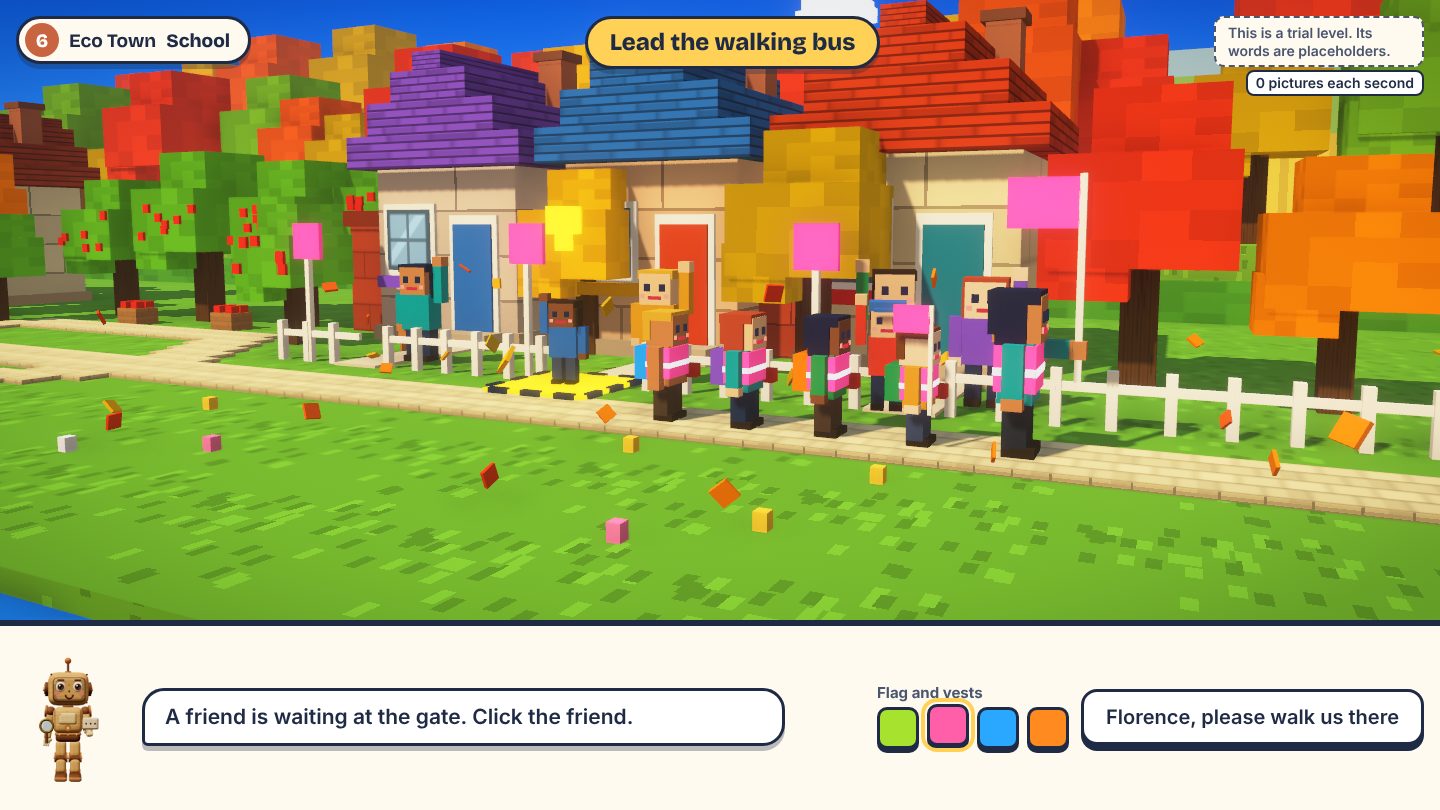 6 Eco Town School
Lead the walking bus
This is a trial level. Its
words are placeholders.
0 pictures each second
A friend is waiting at the gate. Click the friend.
Flag and vests
Florence, please walk us there